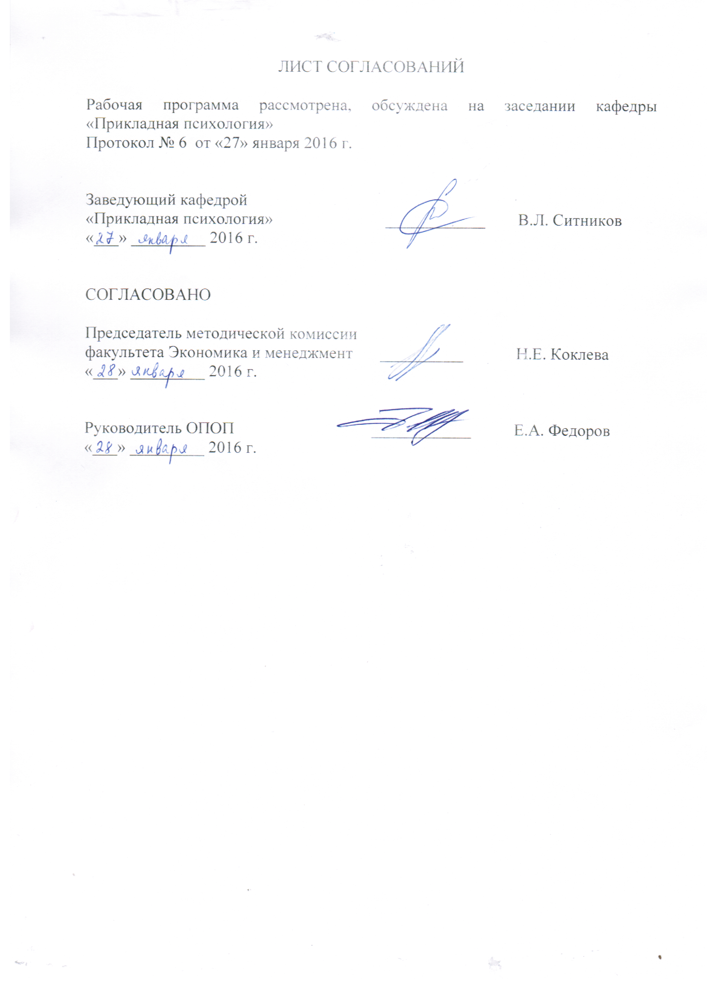 ЛИСТ СОГЛАСОВАНИЙ
Рабочая программа рассмотрена, обсуждена на заседании кафедры
«Прикладная психология»
Протокол № 6 от «27» января 2016 г.
Заведующий кафедрой
«Прикладная психология» В.Л. Ситников
«27» января 2016 г.
СОГЛАСОВАНО
Председатель методической комиссии
факультета Экономика и менеджмент Н.Е. Коклева
«28» января 2016 г.
Руководитель ОПОП Е.А. Федоров
«28» января 2016 г.